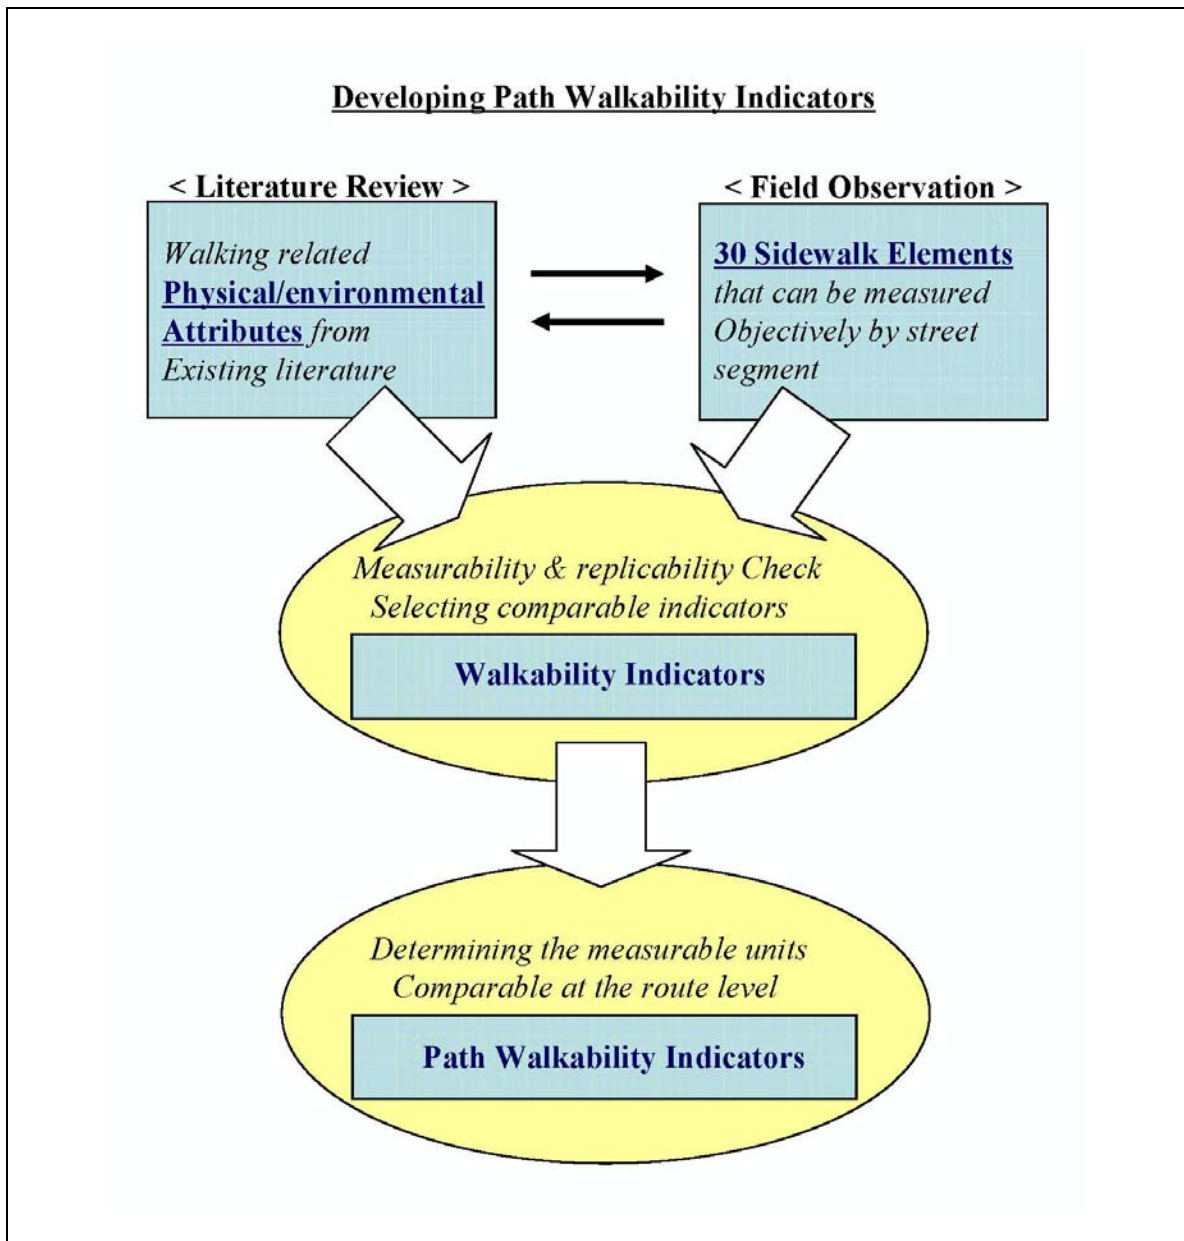 Developing Path Walkability Indicators
< Literature Review >
Walking related
Physical/environmental
Attributes from
Existing literature
< Field Observation >
30 Sidewalk Elements
that can be measured
Objectively by street
segment
Measurability & replicability Check
Selecting comparable indicators
Walkability Indicators
Determining the measurable units
Comparable at the route level
Path Walkability Indicators